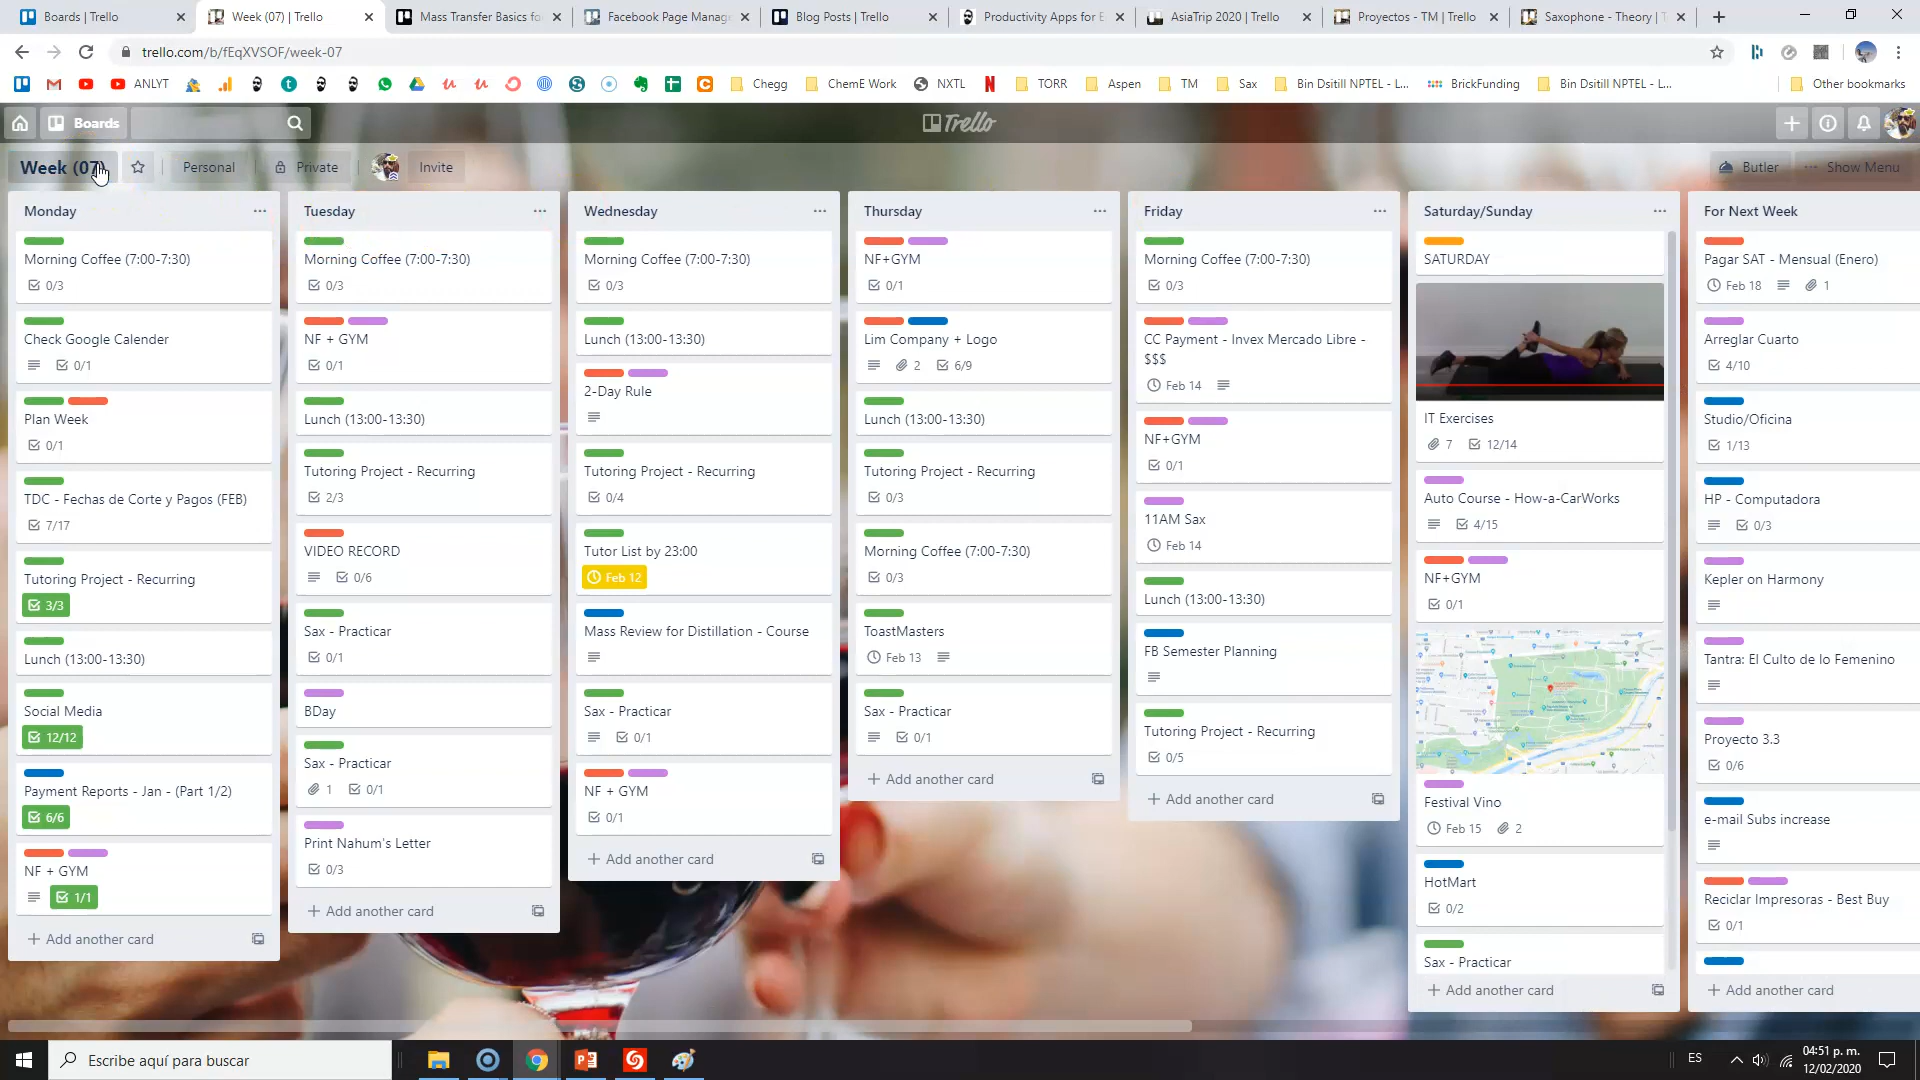 Boards | Trello
Week (07) | Trello
Mass Transfer Basics for
Facebook Page Manag
Blog Posts | Trello
Productivity Apps for E
AsiaTrip 2020 | Trello
Proyectos - TM | Trello
Saxophone - Theory | T
trello.com/b/fEqXVSOF/week-07
ANLYT
Chegg
ChemE Work
NXTL
TORR
Aspen
TM
Sax
Bin Dsitill NPTEL - L...
BrickFunding
Bin Dsitill NPTEL - L...
Other bookmarks
Boards
Trello
Week (07)
Personal
Private
Invite
Butler
Show Menu
Monday
Morning Coffee (7:00-7:30)
0/3
Check Google Calender
0/1
Plan Week
0/1
TDC - Fechas de Corte y Pagos (FEB)
7/17
Tutoring Project - Recurring
3/3
Lunch (13:00-13:30)
Social Media
12/12
Payment Reports - Jan - (Part 1/2)
6/6
NF + GYM
1/1
+ Add another card
Tuesday
Morning Coffee (7:00-7:30)
0/3
NF + GYM
0/1
Lunch (13:00-13:30)
Tutoring Project - Recurring
2/3
VIDEO RECORD
0/6
Sax - Practicar
0/1
BDay
Sax - Practicar
1 0/1
Print Nahum's Letter
0/3
+ Add another card
Wednesday
Morning Coffee (7:00-7:30)
0/3
Lunch (13:00-13:30)
2-Day Rule
Tutoring Project - Recurring
0/4
Tutor List by 23:00
Feb 12
Mass Review for Distillation - Course
Sax - Practicar
0/1
NF + GYM
0/1
+ Add another card
Thursday
NF+GYM
0/1
Lim Company + Logo
2 6/9
Lunch (13:00-13:30)
Tutoring Project - Recurring
0/3
Morning Coffee (7:00-7:30)
0/3
ToastMasters
Feb 13
Sax - Practicar
0/1
+ Add another card
Friday
Morning Coffee (7:00-7:30)
0/3
CC Payment - Invex Mercado Libre -
$$$
Feb 14
NF+GYM
0/1
11AM Sax
Feb 14
Lunch (13:00-13:30)
FB Semester Planning
Tutoring Project - Recurring
0/5
+ Add another card
Saturday/Sunday
SATURDAY
IT Exercises
7 12/14
Auto Course - How-a-CarWorks
4/15
NF+GYM
0/1
Festival Vino
Feb 15 2
HotMart
0/2
Sax - Practicar
+ Add another card
For Next Week
Pagar SAT - Mensual (Enero)
Feb 18 1
Arreglar Cuarto
4/10
Studio/Oficina
1/13
HP - Computadora
0/3
Kepler on Harmony
Tantra: El Culto de lo Femenino
Proyecto 3.3
0/6
e-mail Subs increase
Reciclar Impresoras - Best Buy
0/1
+ Add another card
Escribe aquí para buscar
ES
04:51 p. m.
12/02/2020